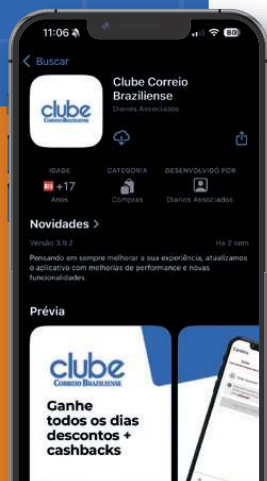 11:06
80
Buscar
clube
CORREIO BRAZILIENSE
Clube Correio
Braziliense
Diarios Associados
IDADE
CATEGORIA
DESENVOLVIDO POR
+17
Anos
Compras
Diarios Associados
Novidades >
Versão 3.9.2
Há 2 sem
Pensando em sempre melhorar a sua experiência, atualizamos
o aplicativo com melhorias de performance e novas
funcionalidades.
Prévia
clube
CORREIO BRAZILIENSE
Ganhe
todos os dias
descontos +
cashbacks